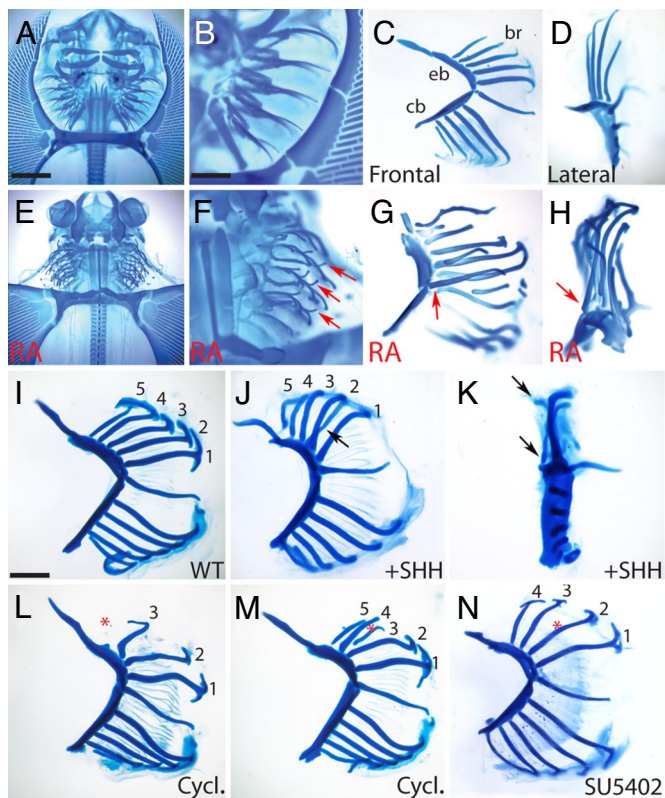 A
B
C
br
eb
cb
Frontal
D
Lateral
E
RA
F
RA
G
RA
H
RA
I
5
4
3
2
1
WT
J
5
4
3
2
1
+SHH
K
+SHH
L
*
3
2
1
Cycl.
M
5
4
*
3
2
1
Cycl.
N
4
3
*
2
1
SU5402